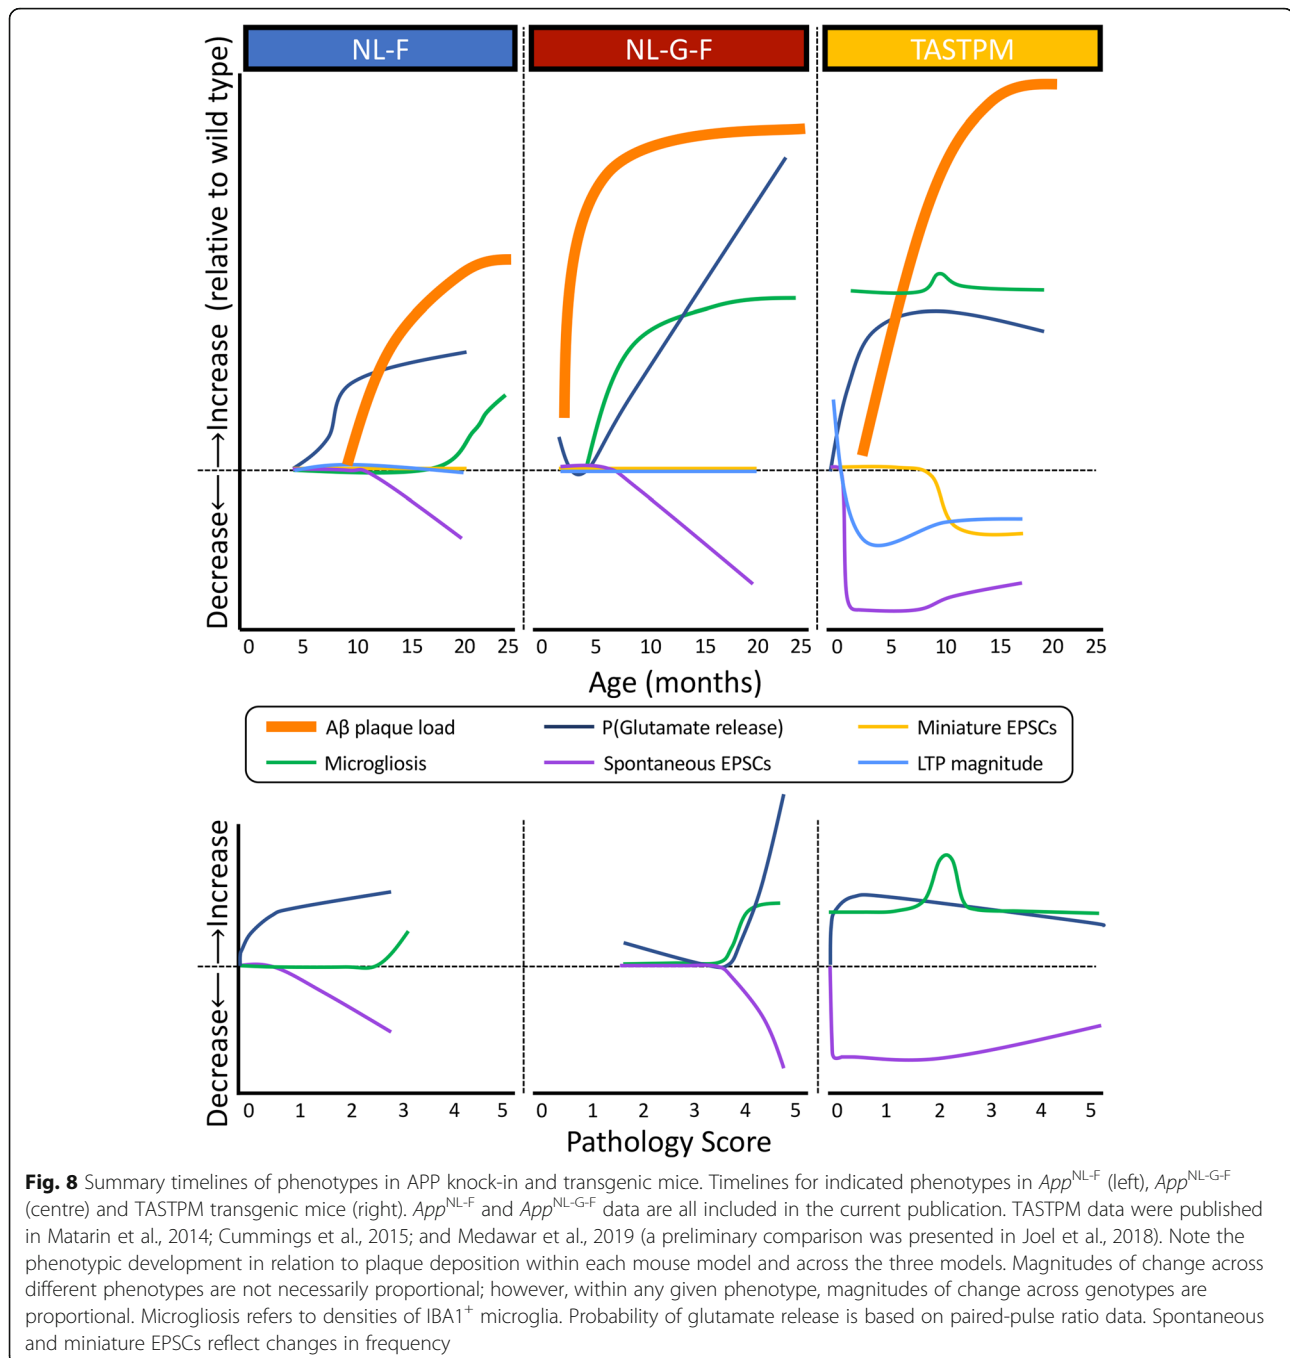 NL-F
NL-G-F
TASTPM
Decrease← →Increase (relative to wild type)
0 5 10 15 20 25
0 5 10 15 20 25
0 5 10 15 20 25
Age (months)
Aβ plaque load
P(Glutamate release)
Miniature EPSCs
Microgliosis
Spontaneous EPSCs
LTP magnitude
Decrease← →Increase
0 1 2 3 4 5
0 1 2 3 4 5
0 1 2 3 4 5
Pathology Score
Fig. 8 Summary timelines of phenotypes in APP knock-in and transgenic mice. Timelines for indicated phenotypes in App^NL-F (left), App^NL-G-F
(centre) and TASTPM transgenic mice (right). App^NL-F and App^NL-G-F data are all included in the current publication. TASTPM data were published
in Matarin et al., 2014; Cummings et al., 2015; and Medawar et al., 2019 (a preliminary comparison was presented in Joel et al., 2018). Note the
phenotypic development in relation to plaque deposition within each mouse model and across the three models. Magnitudes of change across
different phenotypes are not necessarily proportional; however, within any given phenotype, magnitudes of change across genotypes are
proportional. Microgliosis refers to densities of IBA1⁺ microglia. Probability of glutamate release is based on paired-pulse ratio data. Spontaneous
and miniature EPSCs reflect changes in frequency